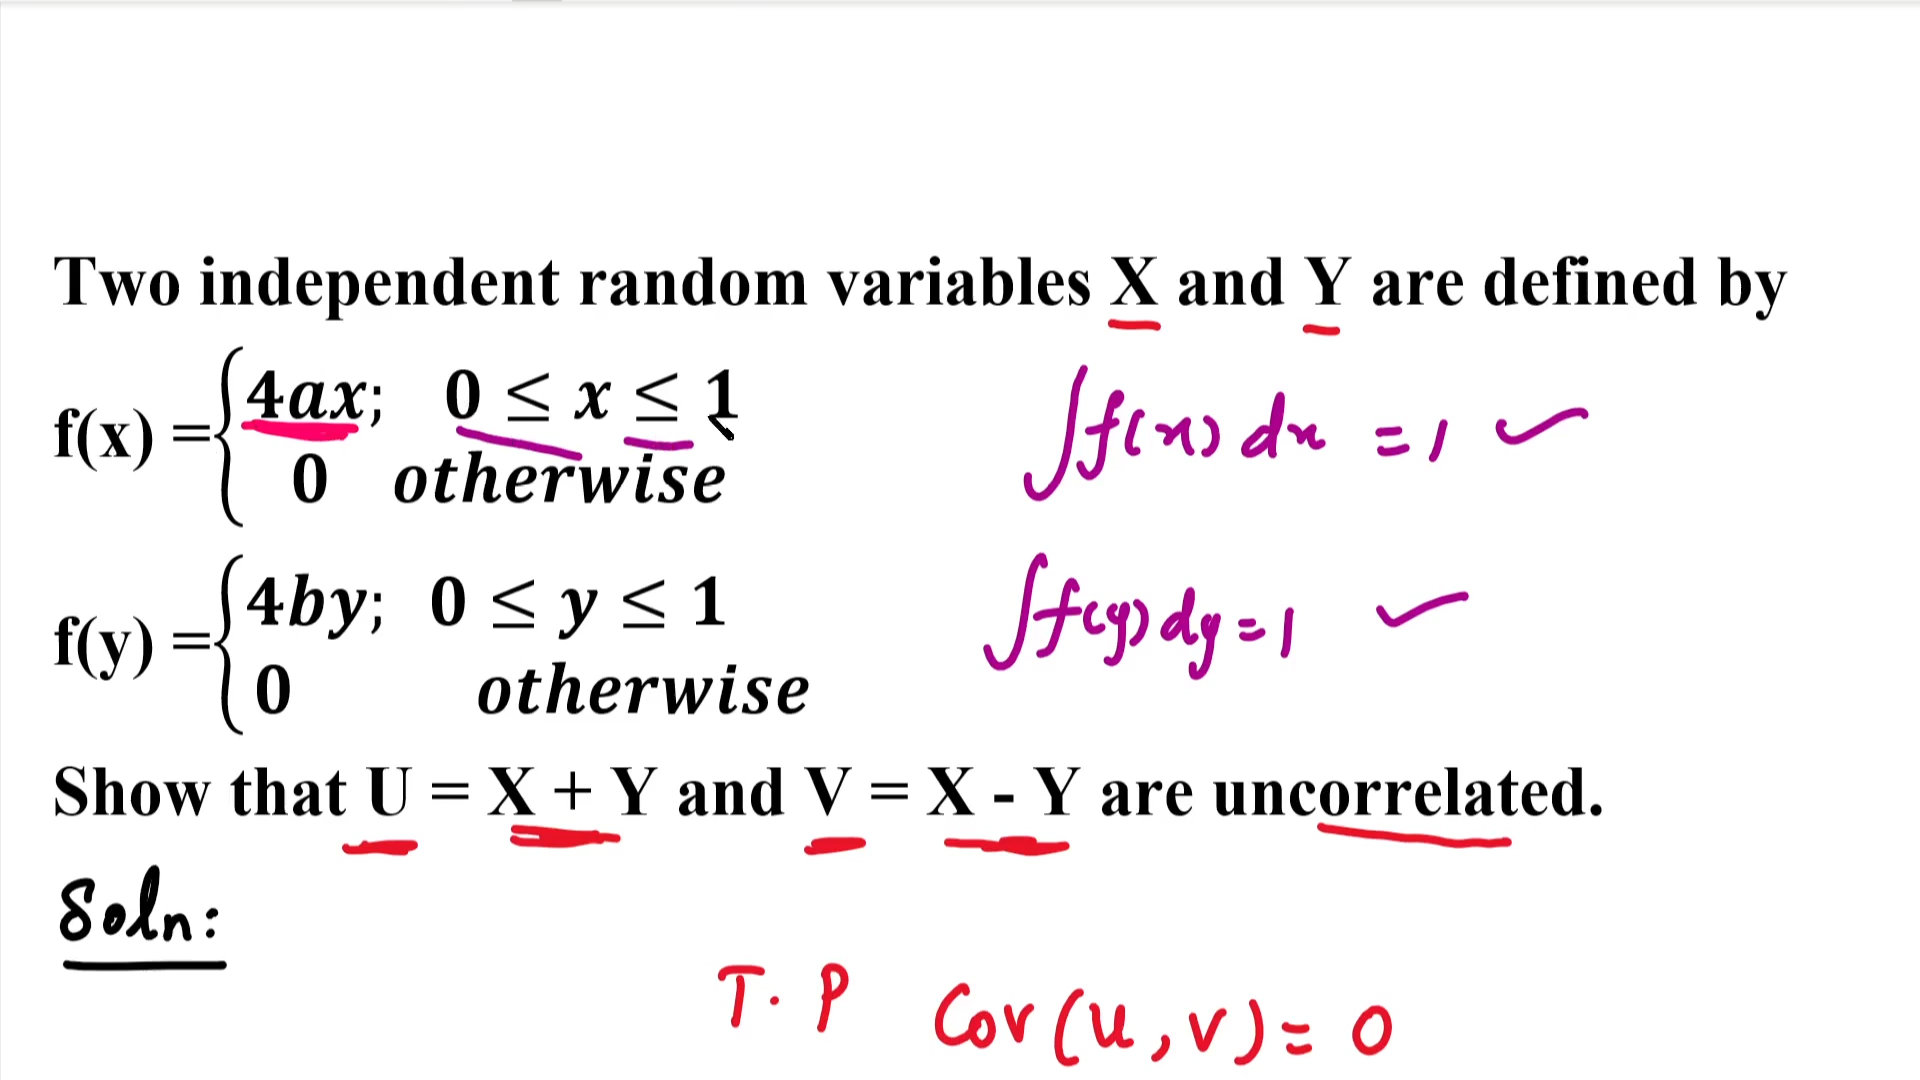 Two independent random variables X and Y are defined by
f(x) = { 4ax; 0 ≤ x ≤ 1
0 otherwise
∫f(x) dx = 1 ✓
f(y) = { 4by; 0 ≤ y ≤ 1
0 otherwise
∫f(y) dy = 1 ✓
Show that U = X + Y and V = X - Y are uncorrelated.
Soln:
T. P Cov(u, v) = 0